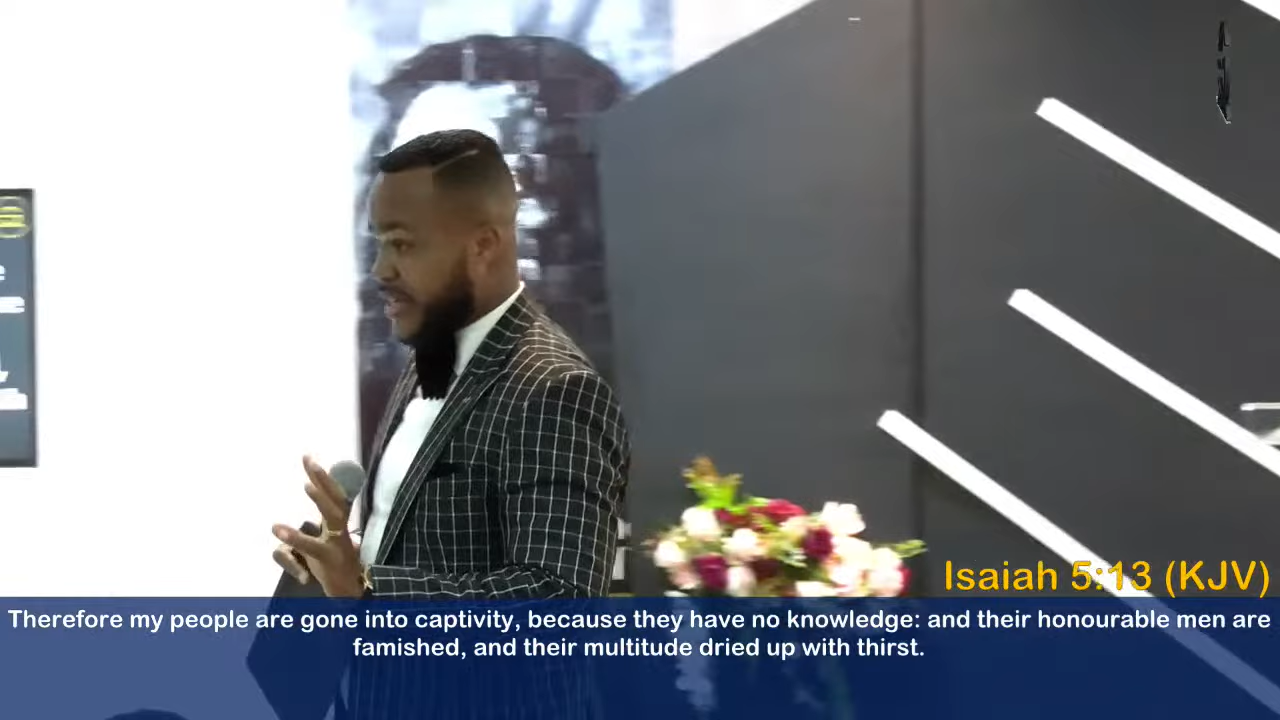 Isaiah 5:13 (KJV)
Therefore my people are gone into captivity, because they have no knowledge: and their honourable men are
famished, and their multitude dried up with thirst.